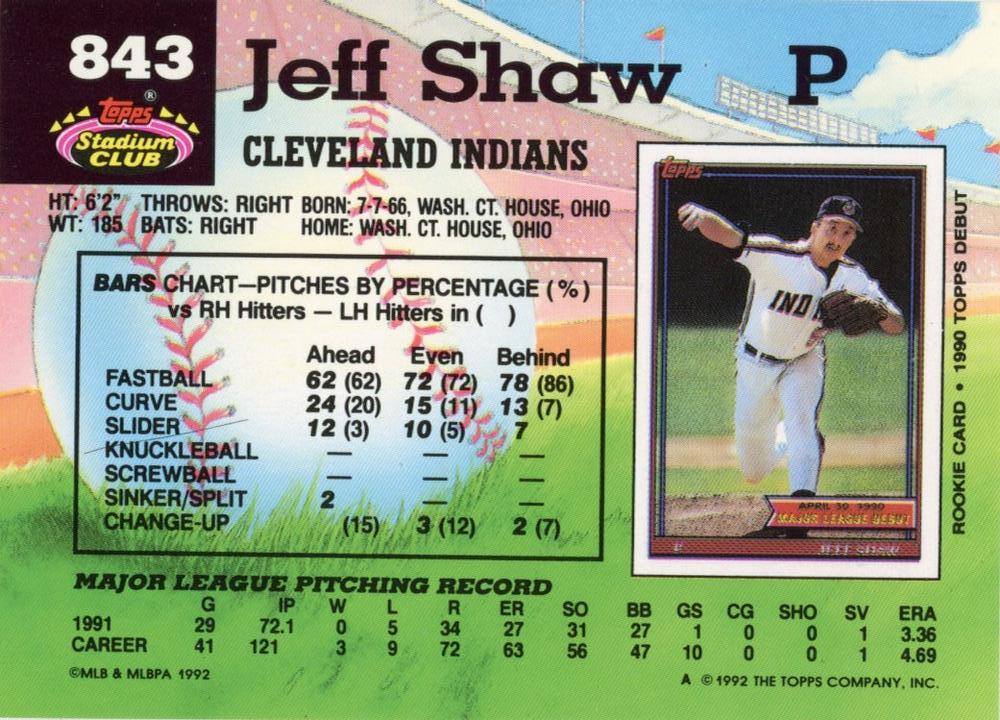 843 Jeff Shaw P
Topps®
Stadium
CLUB
CLEVELAND INDIANS
HT: 6'2" THROWS: RIGHT BORN: 7-7-66, WASH. CT. HOUSE, OHIO
WT: 185 BATS: RIGHT HOME: WASH. CT. HOUSE, OHIO
BARS CHART—PITCHES BY PERCENTAGE (%)
vs RH Hitters — LH Hitters in ( )
Ahead Even Behind
FASTBALL 62 (62) 72 (72) 78 (86)
CURVE 24 (20) 15 (11) 13 (7)
SLIDER 12 (3) 10 (5) 7
KNUCKLEBALL — — —
SCREWBALL — — —
SINKER/SPLIT 2 — —
CHANGE-UP (15) 3 (12) 2 (7)
Topps
IND
APRIL 30 1990
MAJOR LEAGUE DEBUT
P JEFF SHAW
ROOKIE CARD • 1990 TOPPS DEBUT
MAJOR LEAGUE PITCHING RECORD
G IP W L R ER SO BB GS CG SHO SV ERA
1991 29 72.1 0 5 34 27 31 27 1 0 0 1 3.36
CAREER 41 121 3 9 72 63 56 47 10 0 0 1 4.69
©MLB & MLBPA 1992
A ©1992 THE TOPPS COMPANY, INC.